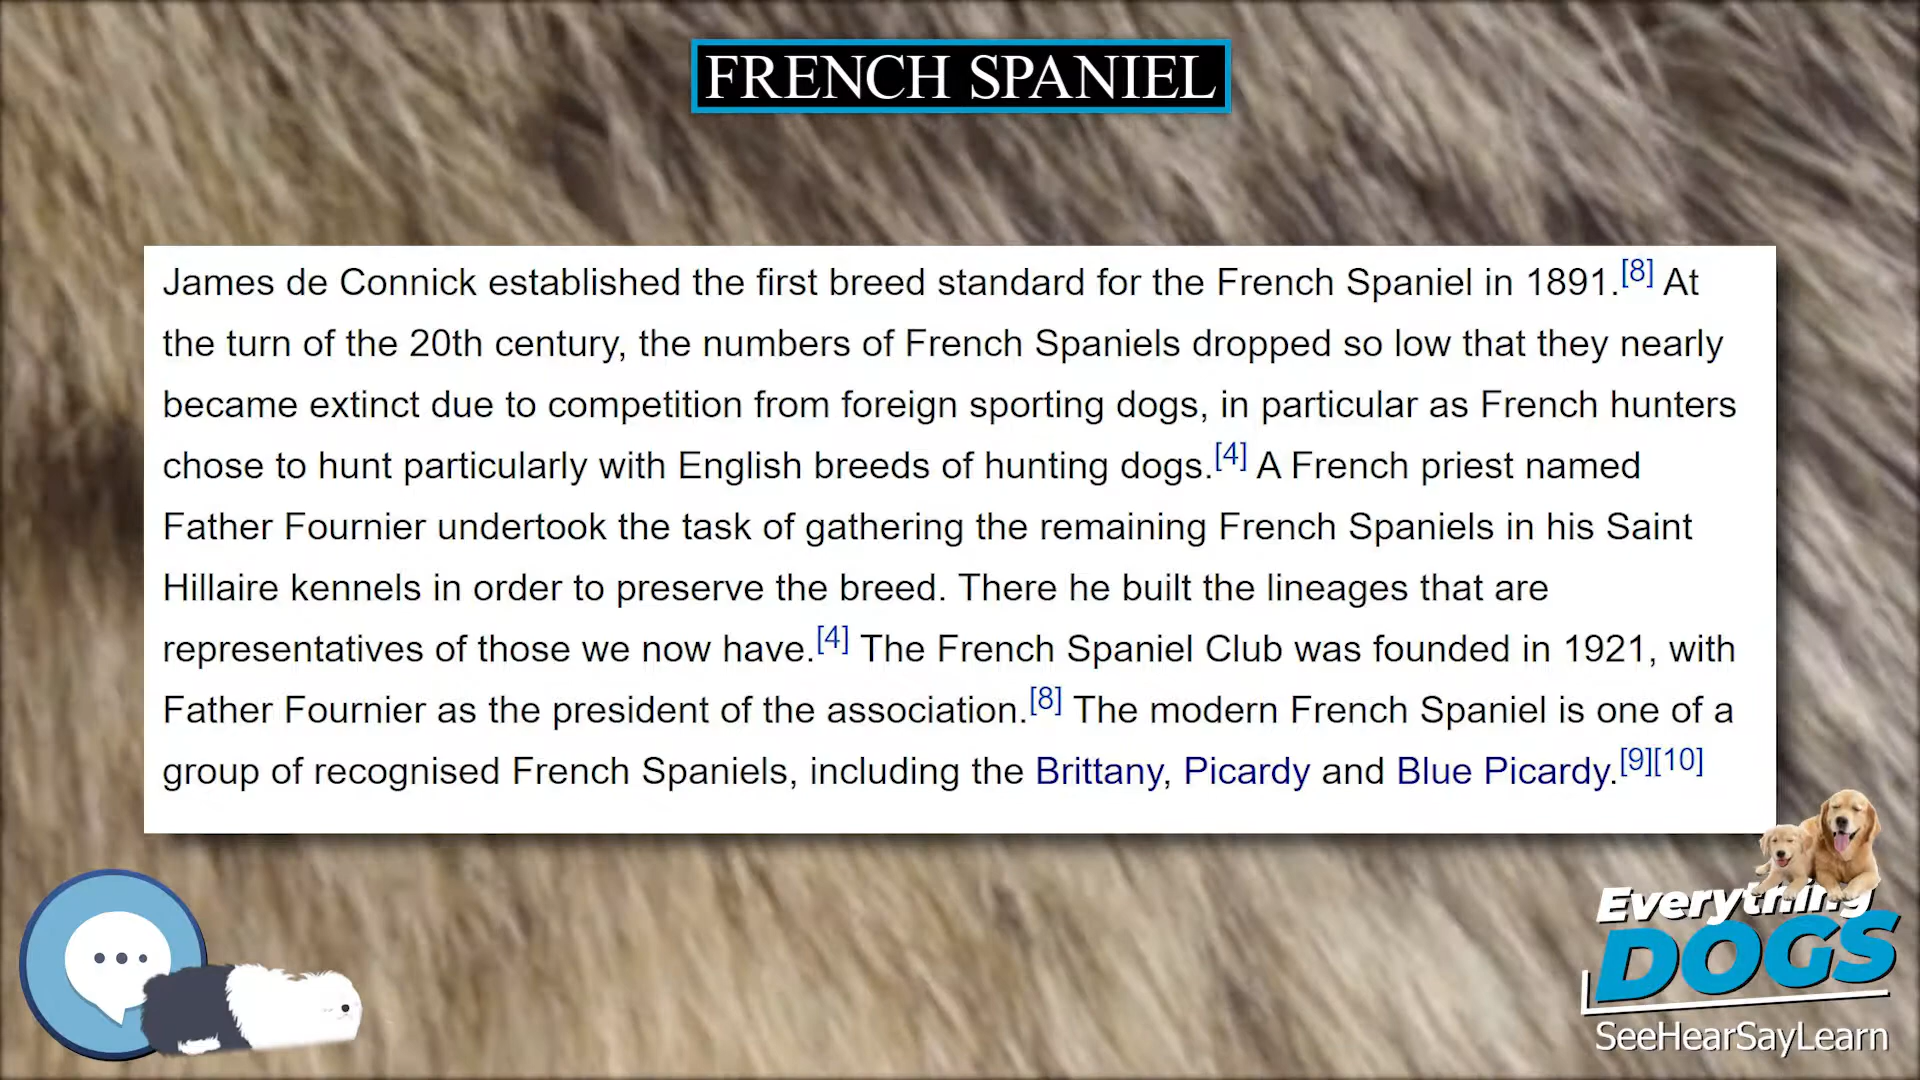 FRENCH SPANIEL
James de Connick established the first breed standard for the French Spaniel in 1891.[8] At
the turn of the 20th century, the numbers of French Spaniels dropped so low that they nearly
became extinct due to competition from foreign sporting dogs, in particular as French hunters
chose to hunt particularly with English breeds of hunting dogs.[4] A French priest named
Father Fournier undertook the task of gathering the remaining French Spaniels in his Saint
Hillaire kennels in order to preserve the breed. There he built the lineages that are
representatives of those we now have.[4] The French Spaniel Club was founded in 1921, with
Father Fournier as the president of the association.[8] The modern French Spaniel is one of a
group of recognised French Spaniels, including the Brittany, Picardy and Blue Picardy.[9][10]
Everything
DOGS
SeeHearSayLearn